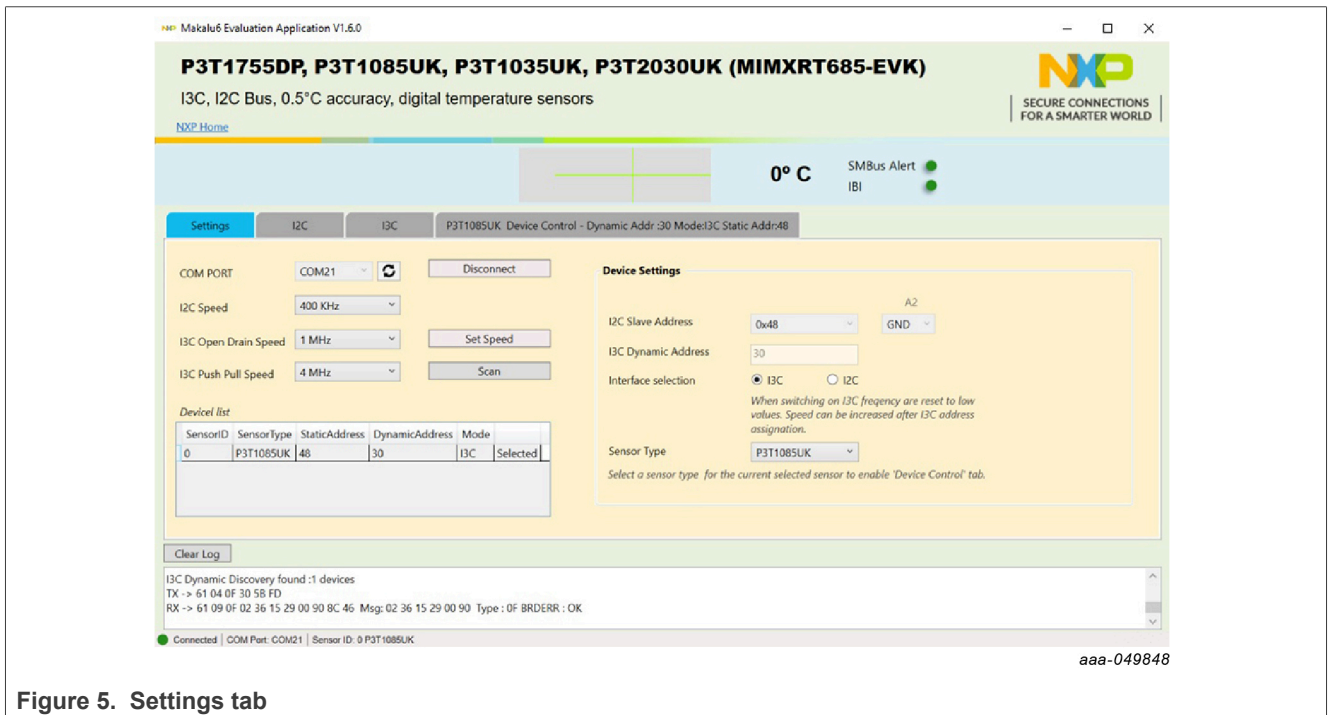 Makalu6 Evaluation Application V1.6.0
P3T1755DP, P3T1085UK, P3T1035UK, P3T2030UK (MIMXRT685-EVK)
I3C, I2C Bus, 0.5°C accuracy, digital temperature sensors
NXP Home
NXP
SECURE CONNECTIONS
FOR A SMARTER WORLD
0° C
SMBus Alert
IBI
Settings I2C I3C P3T1085UK Device Control - Dynamic Addr :30 Mode:I3C Static Addr:48
COM PORT COM21 Disconnect
I2C Speed 400 KHz
I3C Open Drain Speed 1 MHz Set Speed
I3C Push Pull Speed 4 MHz Scan
Devicel list
SensorID SensorType StaticAddress DynamicAddress Mode
0 P3T1085UK 48 30 I3C Selected
Device Settings
A2
I2C Slave Address 0x48 GND
I3C Dynamic Address 30
Interface selection I3C I2C
When switching on I3C freqency are reset to low
values. Speed can be increased after I3C address
assignation.
Sensor Type P3T1085UK
Select a sensor type for the current selected sensor to enable 'Device Control' tab.
Clear Log
I3C Dynamic Discovery found :1 devices
TX -> 61 04 0F 30 5B FD
RX -> 61 09 0F 02 36 15 29 00 90 8C 46 Msg: 02 36 15 29 00 90 Type : 0F BRDERR : OK
Connected COM Port: COM21 Sensor ID: 0 P3T1085UK
aaa-049848
Figure 5. Settings tab